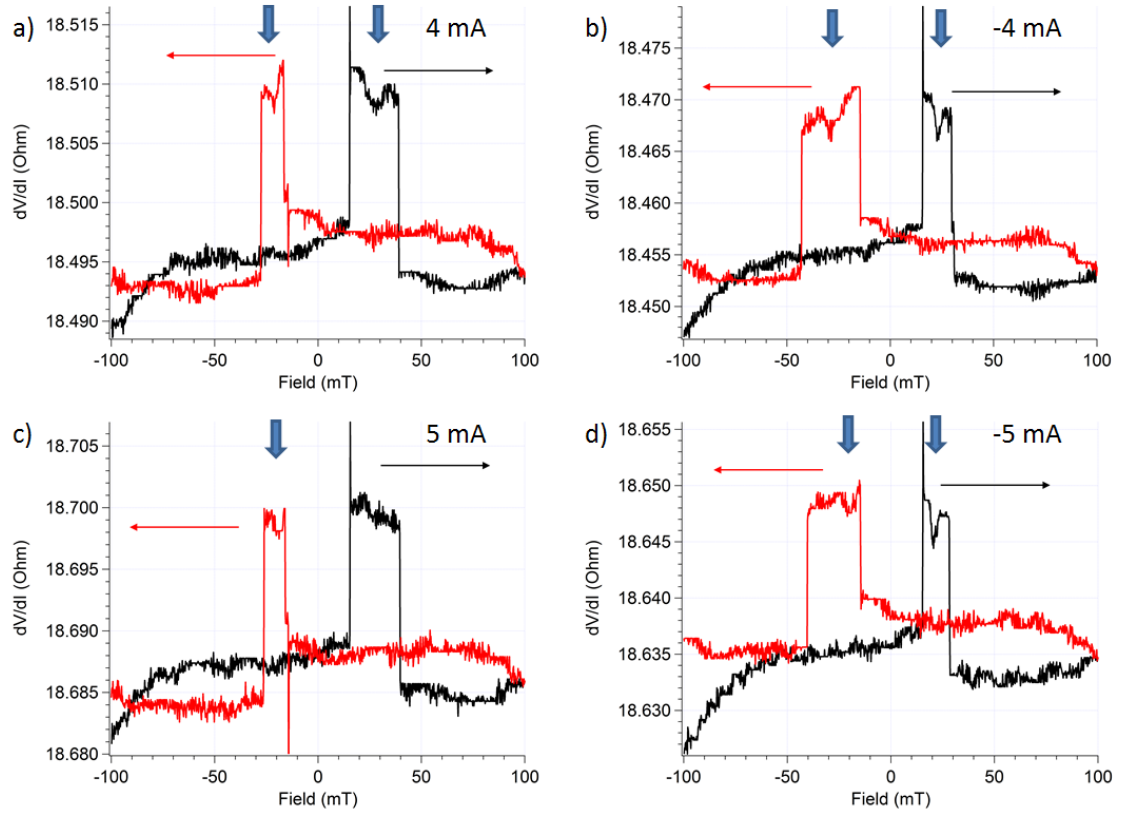 a)
4 mA
18.515
18.510
18.505
18.500
18.495
18.490
dV/dI (Ohm)
-100
-50
0
50
100
Field (mT)
b)
-4 mA
18.475
18.470
18.465
18.460
18.455
18.450
dV/dI (Ohm)
-100
-50
0
50
100
Field (mT)
c)
5 mA
18.705
18.700
18.695
18.690
18.685
18.680
dV/dI (Ohm)
-100
-50
0
50
100
Field (mT)
d)
-5 mA
18.655
18.650
18.645
18.640
18.635
18.630
dV/dI (Ohm)
-100
-50
0
50
100
Field (mT)